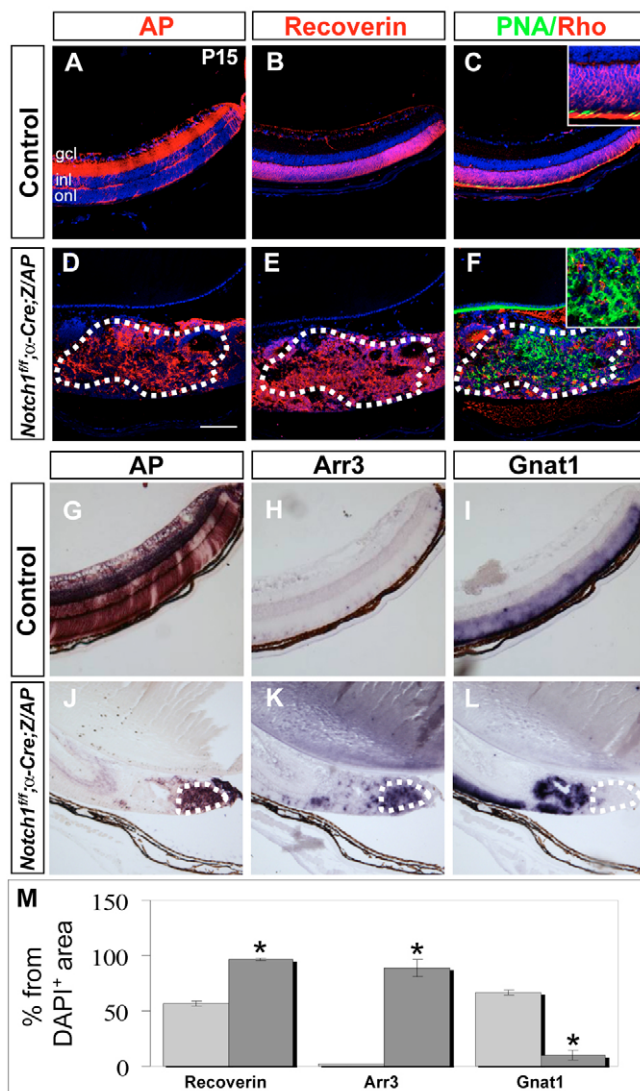 AP Recoverin PNA/Rho
Control
A P15 B C
gcl
inl
onl
Notch1f/f;α-Cre;Z/AP
D E F
AP Arr3 Gnat1
Control
G H I
Notch1f/f;α-Cre;Z/AP
J K L
M
% from
DAPI+ area
150
100
50
0
* * *
Recoverin Arr3 Gnat1